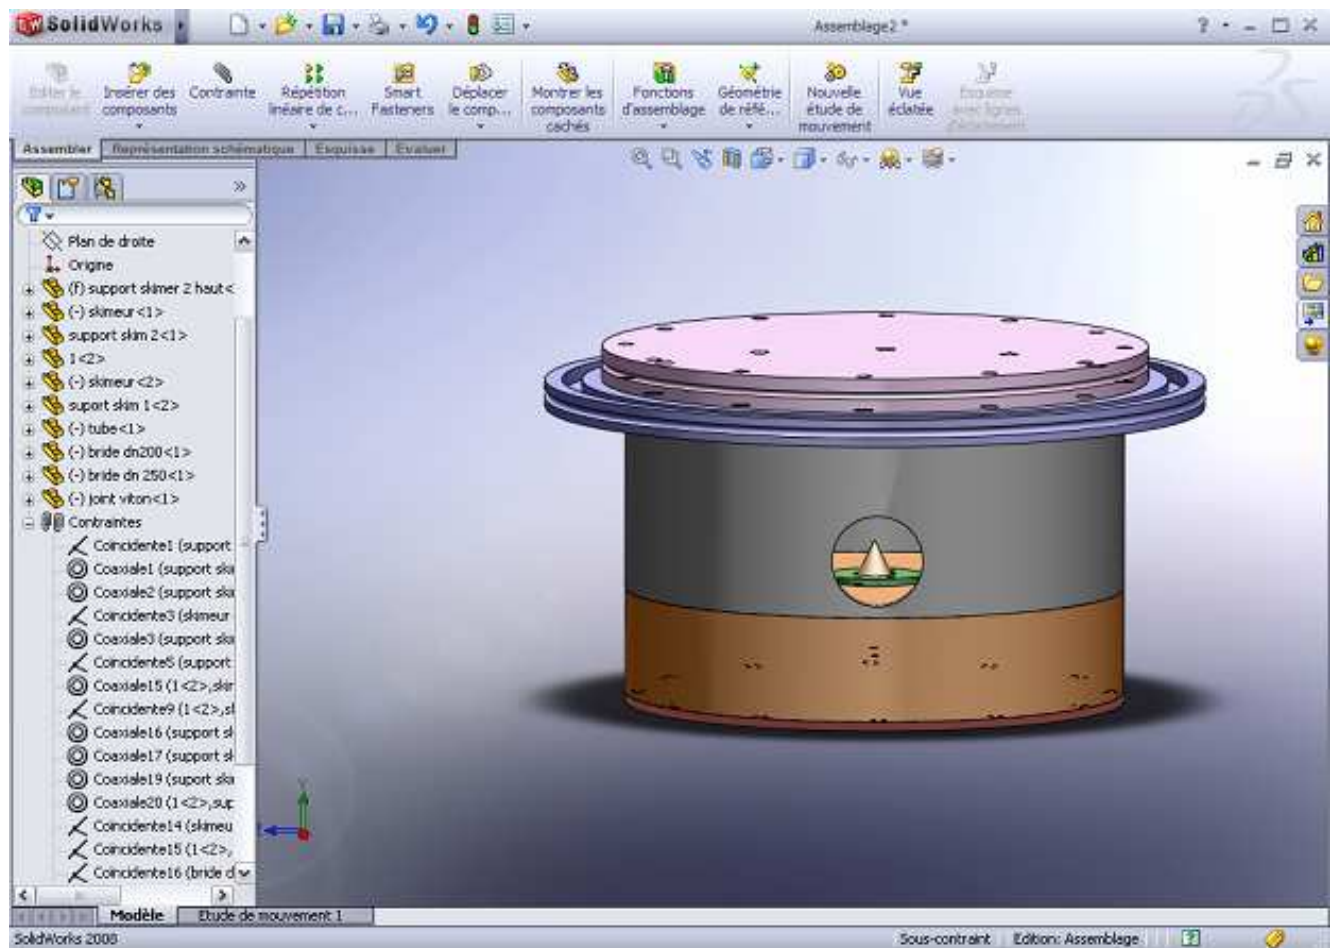 SolidWorks
Assemblage2 *
Editer le composant
Insérer des composants
Contrainte
Répétition linéaire de c...
Smart Fasteners
Déplacer le comp...
Montrer les composants cachés
Fonctions d'assemblage
Géométrie de réfé...
Nouvelle étude de mouvement
Vue éclatée
Esquisse avec lignes
Assembler
Représentation schématique
Esquisse
Evaluer
Plan de droite
Origine
(f) support skimer 2 haut<
(-) skimeur<1>
support skim 2<1>
1<2>
(-) skimeur<2>
suport skim 1<2>
(-) tube<1>
(-) bride dn200<1>
(-) bride dn 250<1>
(-) joint viton<1>
Contraintes
Coincidente1 (support
Coaxiale1 (support ski
Coaxiale2 (support ski
Coincidente3 (skimeur
Coaxiale3 (support ski
Coincidente5 (support
Coaxiale15 (1<2>,skir
Coincidente9 (1<2>,sl
Coaxiale16 (support sl
Coaxiale17 (support sl
Coaxiale19 (suport ski
Coaxiale20 (1<2>,sup
Coincidente14 (skimeu
Coincidente15 (1<2>,
Coincidente16 (bride d
Y
Modèle
Etude de mouvement 1
SolidWorks 2008
Sous-contraint
Edition: Assemblage